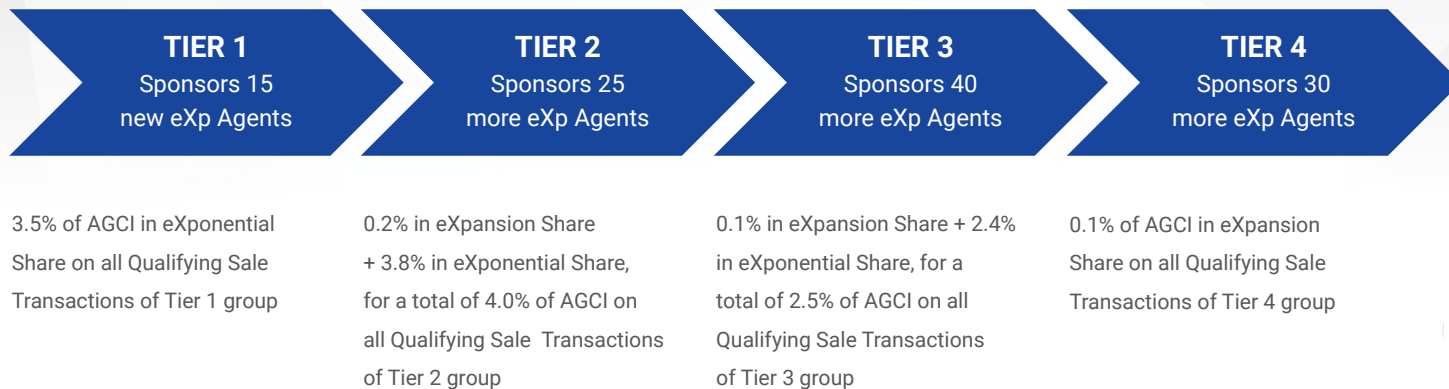 TIER 1
Sponsors 15
new eXp Agents
TIER 2
Sponsors 25
more eXp Agents
TIER 3
Sponsors 40
more eXp Agents
TIER 4
Sponsors 30
more eXp Agents
3.5% of AGCI in eXponential
Share on all Qualifying Sale
Transactions of Tier 1 group
0.2% in eXpansion Share
+ 3.8% in eXponential Share,
for a total of 4.0% of AGCI on
all Qualifying Sale Transactions
of Tier 2 group
0.1% in eXpansion Share + 2.4%
in eXponential Share, for a
total of 2.5% of AGCI on all
Qualifying Sale Transactions
of Tier 3 group
0.1% of AGCI in eXpansion
Share on all Qualifying Sale
Transactions of Tier 4 group